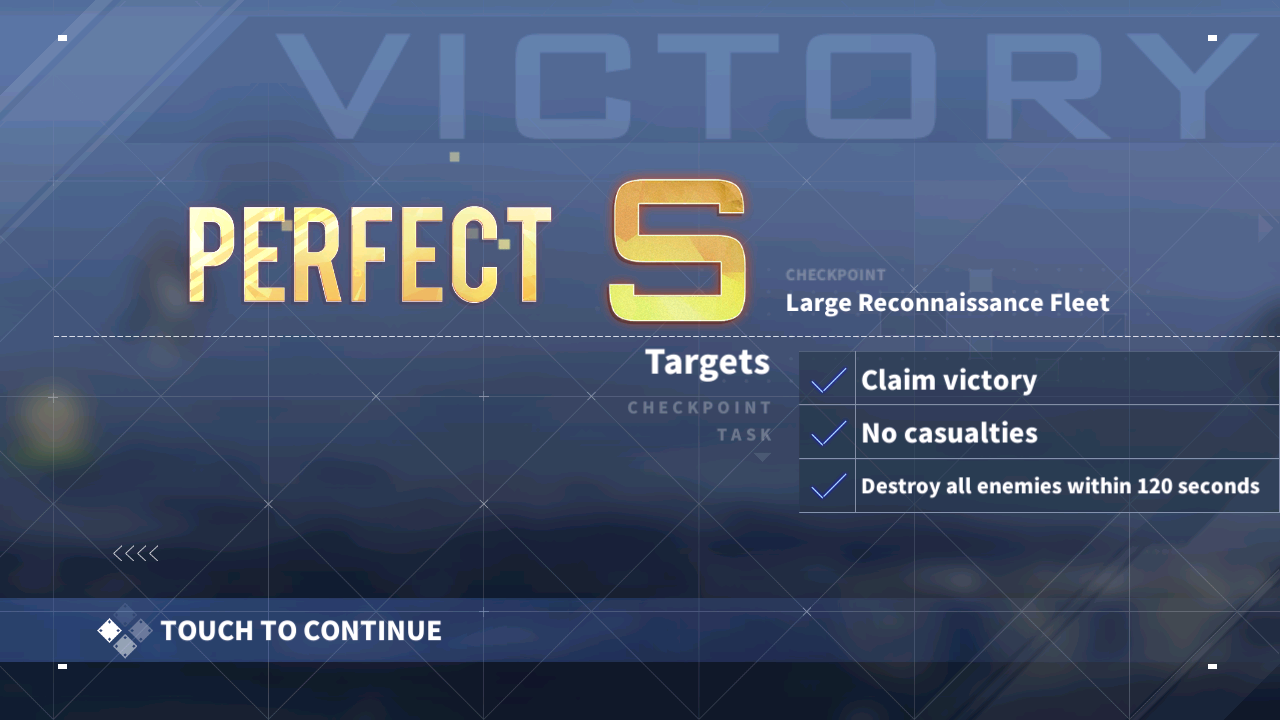 VICTORY
PERFECT S
CHECKPOINT
Large Reconnaissance Fleet
Targets
CHECKPOINT
TASK
Claim victory
No casualties
Destroy all enemies within 120 seconds
TOUCH TO CONTINUE